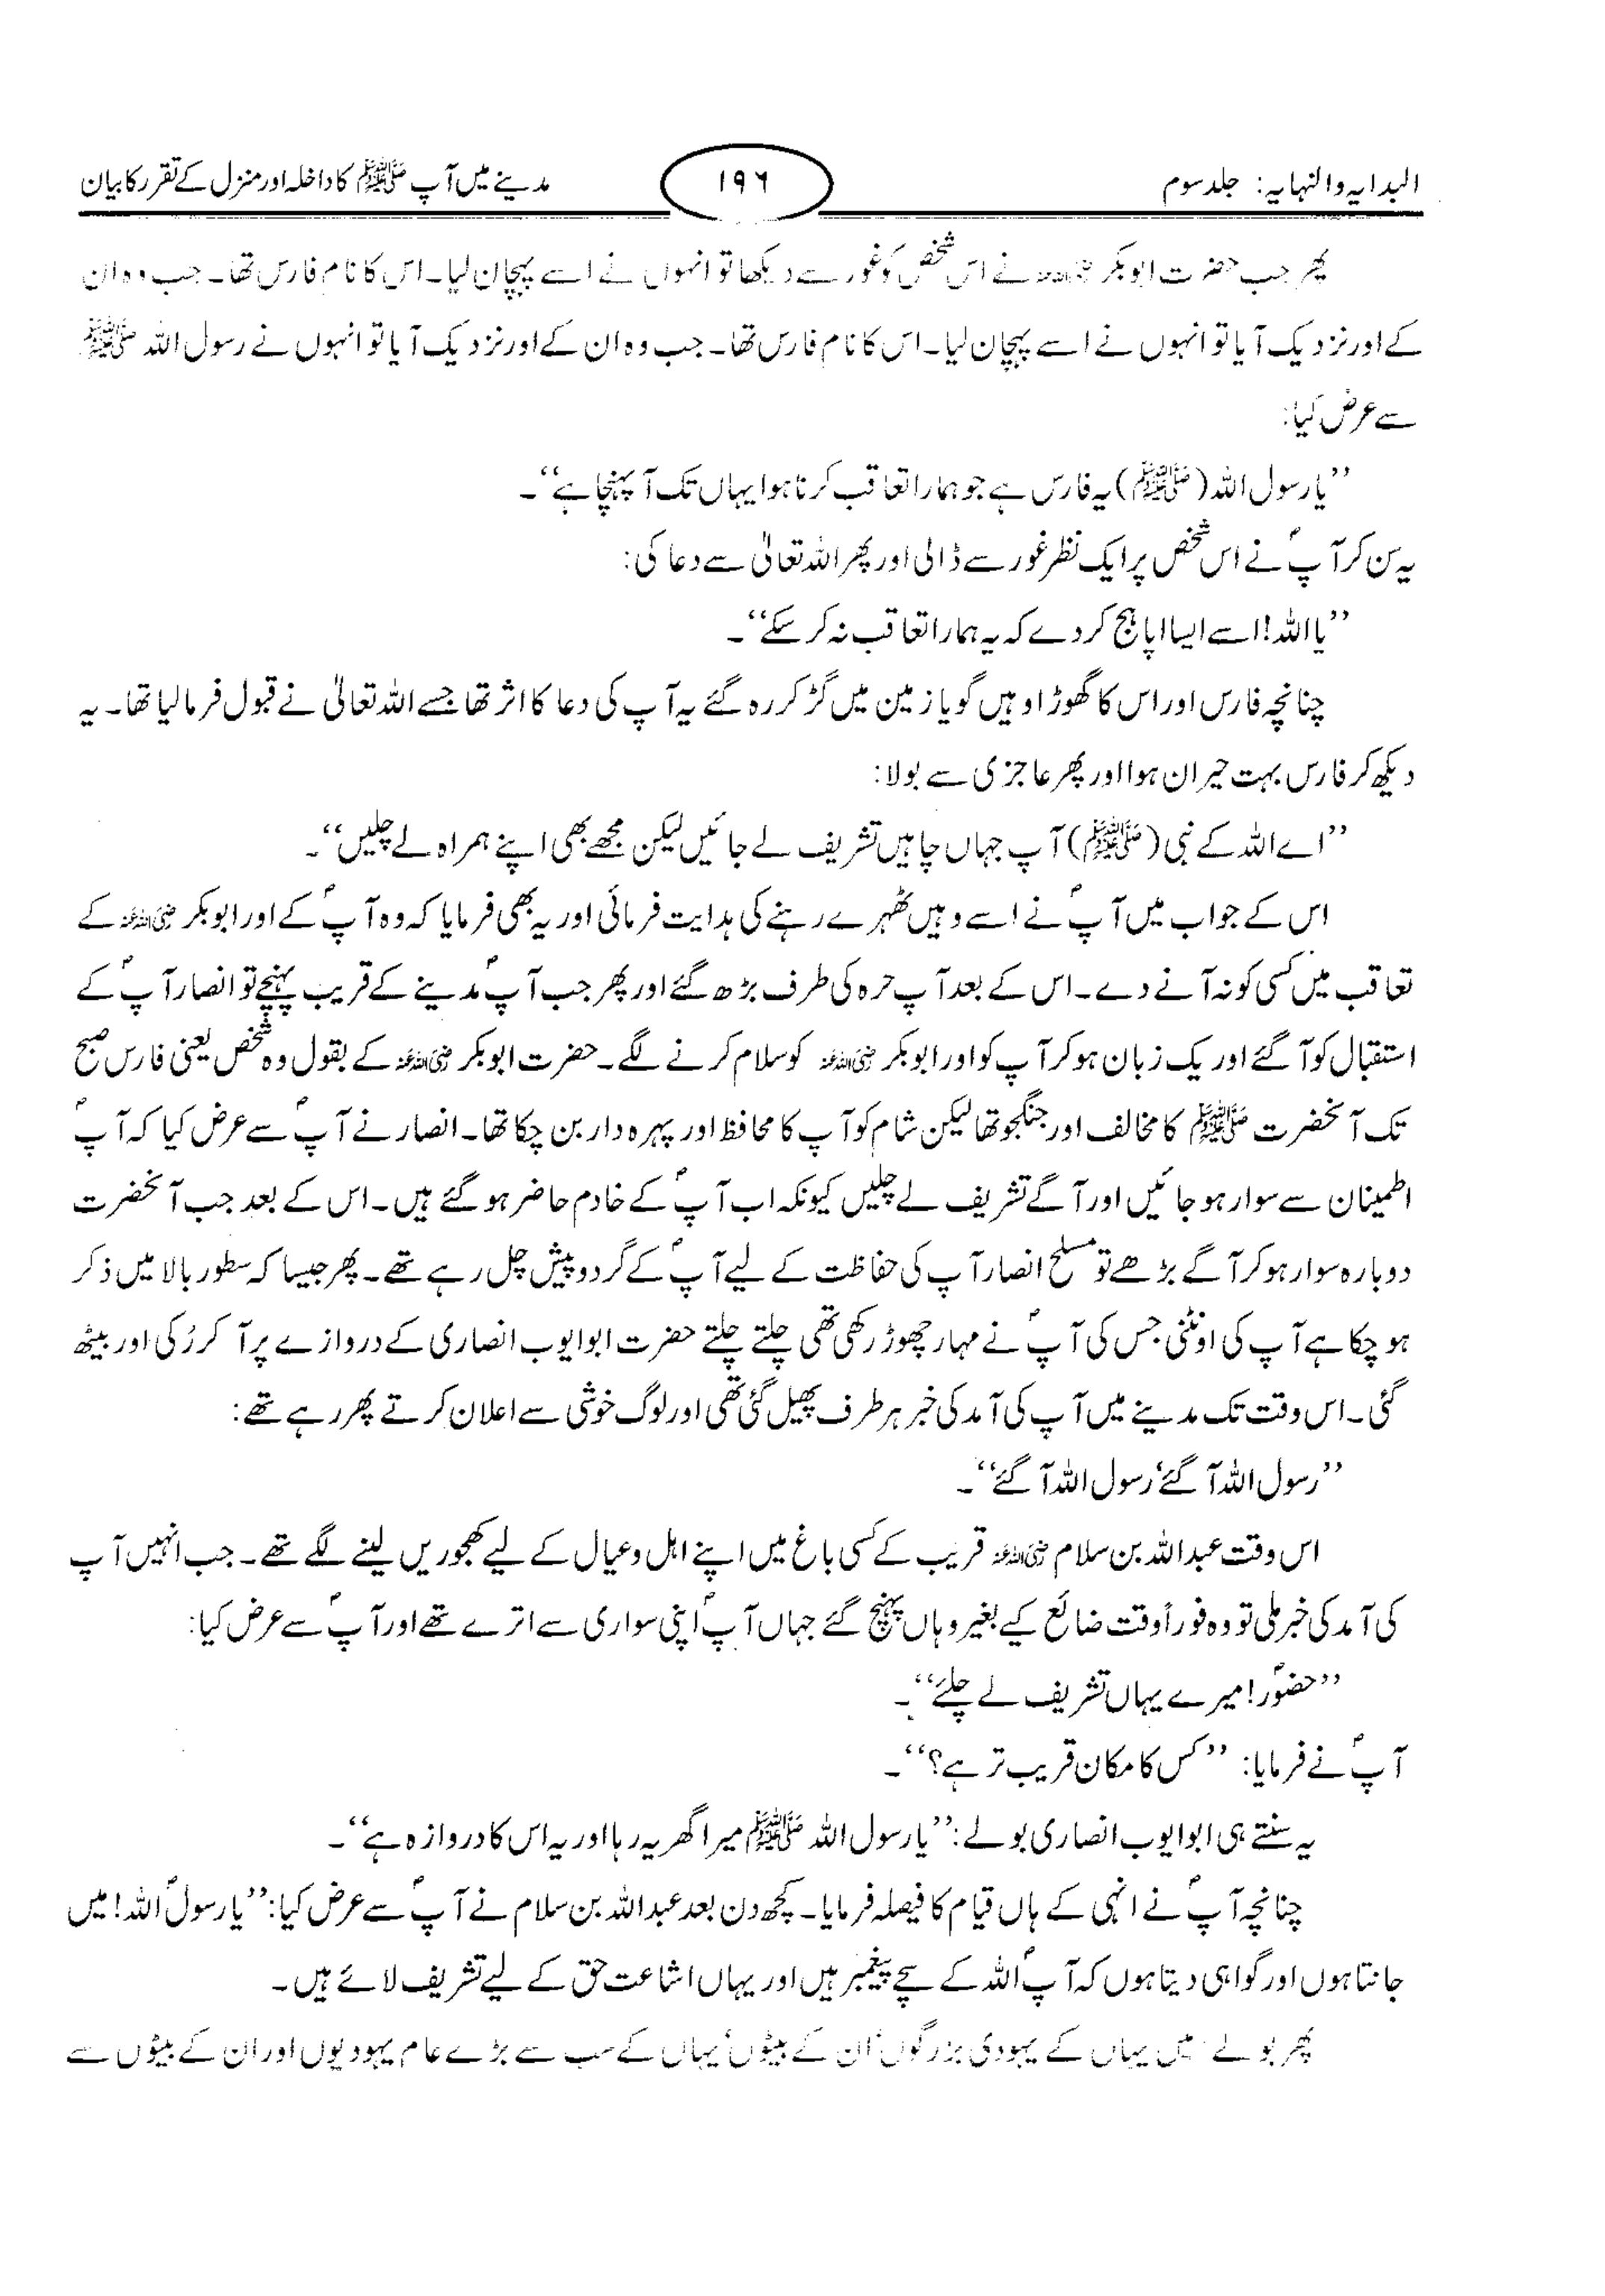 البدایہ والنہایہ: جلد سوم
۱۹۶
مدینے میں آپ ﷺ کا داخلہ اور منزل کے تقرر کا بیان
پھر جب حضرت ابوبکر رضی اللہ عنہ نے اس شخص کو غور سے دیکھا تو انہوں نے اسے پہچان لیا۔ اس کا نام فارس تھا۔ جب وہ ان
کے اور نزدیک آیا تو انہوں نے اسے پہچان لیا۔ اس کا نام فارس تھا۔ جب وہ ان کے اور نزدیک آیا تو انہوں نے رسول اللہ ﷺ
سے عرض کیا:
’’یا رسول اللہ (ﷺ) یہ فارس ہے جو ہمارا تعاقب کرتا ہوا یہاں تک آ پہنچا ہے‘‘۔
یہ سن کر آپؐ نے اس شخص پر ایک نظر غور سے ڈالی اور پھر اللہ تعالیٰ سے دعا کی:
’’یا اللہ! اسے ایسا اپاہج کر دے کہ یہ ہمارا تعاقب نہ کر سکے‘‘۔
چنانچہ فارس اور اس کا گھوڑا وہیں گویا زمین میں گڑ کر رہ گئے یہ آپ کی دعا کا اثر تھا جسے اللہ تعالیٰ نے قبول فرما لیا تھا۔ یہ
دیکھ کر فارس بہت حیران ہوا اور پھر عاجزی سے بولا:
’’اے اللہ کے نبی (ﷺ) آپ جہاں چاہیں تشریف لے جائیں لیکن مجھے بھی اپنے ہمراہ لے چلیں‘‘۔
اس کے جواب میں آپؐ نے اسے وہیں ٹھہرے رہنے کی ہدایت فرمائی اور یہ بھی فرمایا کہ وہ آپؐ کے اور ابوبکر رضی اللہ عنہ کے
تعاقب میں کسی کو نہ آنے دے۔ اس کے بعد آپ حرہ کی طرف بڑھ گئے اور پھر جب آپؐ مدینے کے قریب پہنچے تو انصار آپؐ کے
استقبال کو آ گئے اور یک زبان ہو کر آپ کو اور ابوبکر رضی اللہ عنہ کو سلام کرنے لگے۔ حضرت ابوبکر رضی اللہ عنہ کے بقول وہ شخص یعنی فارس صبح
تک آنحضرت ﷺ کا مخالف اور جنگجو تھا لیکن شام کو آپ کا محافظ اور پہرہ دار بن چکا تھا۔ انصار نے آپؐ سے عرض کیا کہ آپؐ
اطمینان سے سوار ہو جائیں اور آگے تشریف لے چلیں کیونکہ اب آپؐ کے خادم حاضر ہو گئے ہیں۔ اس کے بعد جب آنحضرت
دوبارہ سوار ہو کر آگے بڑھے تو مسلح انصار آپ کی حفاظت کے لیے آپؐ کے گرد و پیش چل رہے تھے۔ پھر جیسا کہ سطور بالا میں ذکر
ہو چکا ہے آپ کی اونٹنی جس کی آپؐ نے مہار چھوڑ رکھی تھی چلتے چلتے حضرت ابوایوب انصاری کے دروازے پر آ کر رُکی اور بیٹھ
گئی۔ اس وقت تک مدینے میں آپ کی آمد کی خبر ہر طرف پھیل گئی تھی اور لوگ خوشی سے اعلان کرتے پھر رہے تھے:
’’رسول اللہ آ گئے‘ رسول اللہ آ گئے‘‘۔
اس وقت عبداللہ بن سلام رضی اللہ عنہ قریب کے کسی باغ میں اپنے اہل و عیال کے لیے کھجوریں لینے لگے تھے۔ جب انہیں آپ
کی آمد کی خبر ملی تو وہ فوراً وقت ضائع کیے بغیر وہاں پہنچ گئے جہاں آپؐ اپنی سواری سے اترے تھے اور آپؐ سے عرض کیا:
’’حضورؐ! میرے یہاں تشریف لے چلئے‘‘۔
آپؐ نے فرمایا: ’’کس کا مکان قریب تر ہے؟‘‘۔
یہ سنتے ہی ابوایوب انصاری بولے: ’’یا رسول اللہ ﷺ میرا گھر یہ رہا اور یہ اس کا دروازہ ہے‘‘۔
چنانچہ آپؐ نے انہی کے ہاں قیام کا فیصلہ فرمایا۔ کچھ دن بعد عبداللہ بن سلام نے آپؐ سے عرض کیا: ’’یا رسولؐ اللہ! میں
جانتا ہوں اور گواہی دیتا ہوں کہ آپؐ اللہ کے سچے پیغمبر ہیں اور یہاں اشاعت حق کے لیے تشریف لائے ہیں۔
پھر بولے میں یہاں کے یہودی بزرگوں‘ ان کے بیٹوں‘ یہاں کے سب سے بڑے عام یہودیوں اور ان کے بیٹوں سے